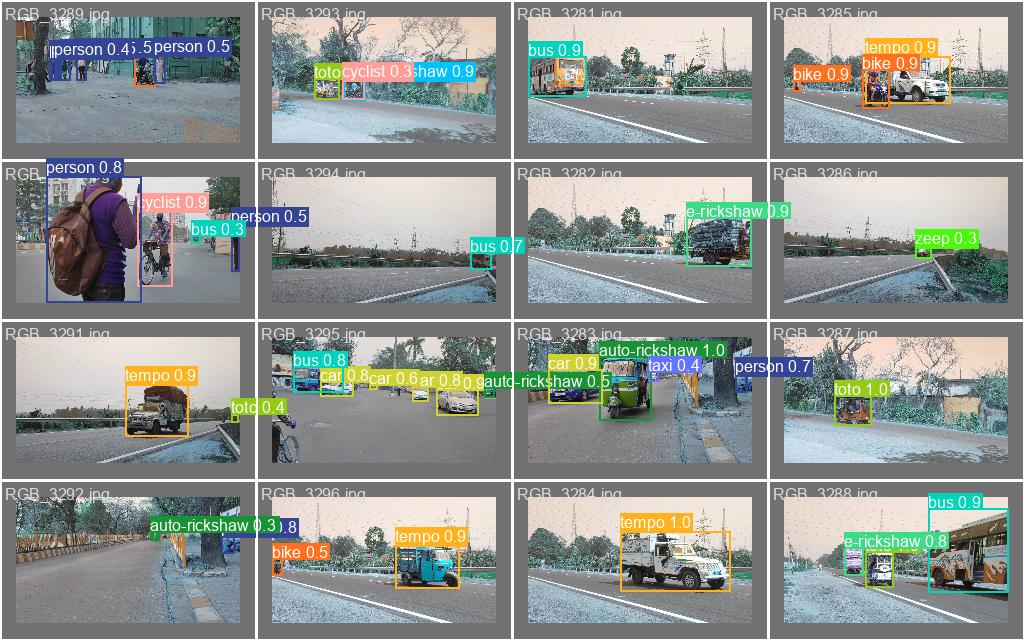 RGB_3289.jpg
person 0.4 5.5 person 0.5
RGB_3293.jpg
toto cyclist 0.3 shaw 0.9
RGB_3281.jpg
bus 0.9
RGB_3285.jpg
tempo 0.9
bike 0.9
bike 0.9
RGB
person 0.8
cyclist 0.9
person 0.5
bus 0.3
RGB_3294.jpg
bus 0.7
RGB_3282.jpg
e-rickshaw 0.9
RGB_3286.jpg
zeep 0.3
RGB_3291.jpg
tempo 0.9
toto 0.4
RGB_3295.jpg
bus 0.8
car 0.8 car 0.6 ar 0.8 0.9
auto-rickshaw 0.5
RGB_3283.jpg
auto-rickshaw 1.0
car 0.9
taxi 0.4
person 0.7
RGB_3287.jpg
toto 1.0
RGB_3292.jpg
auto-rickshaw 0.3 0.8
RGB_3296.jpg
tempo 0.9
bike 0.5
RGB_3284.jpg
tempo 1.0
RGB_3288.jpg
bus 0.9
e-rickshaw 0.8